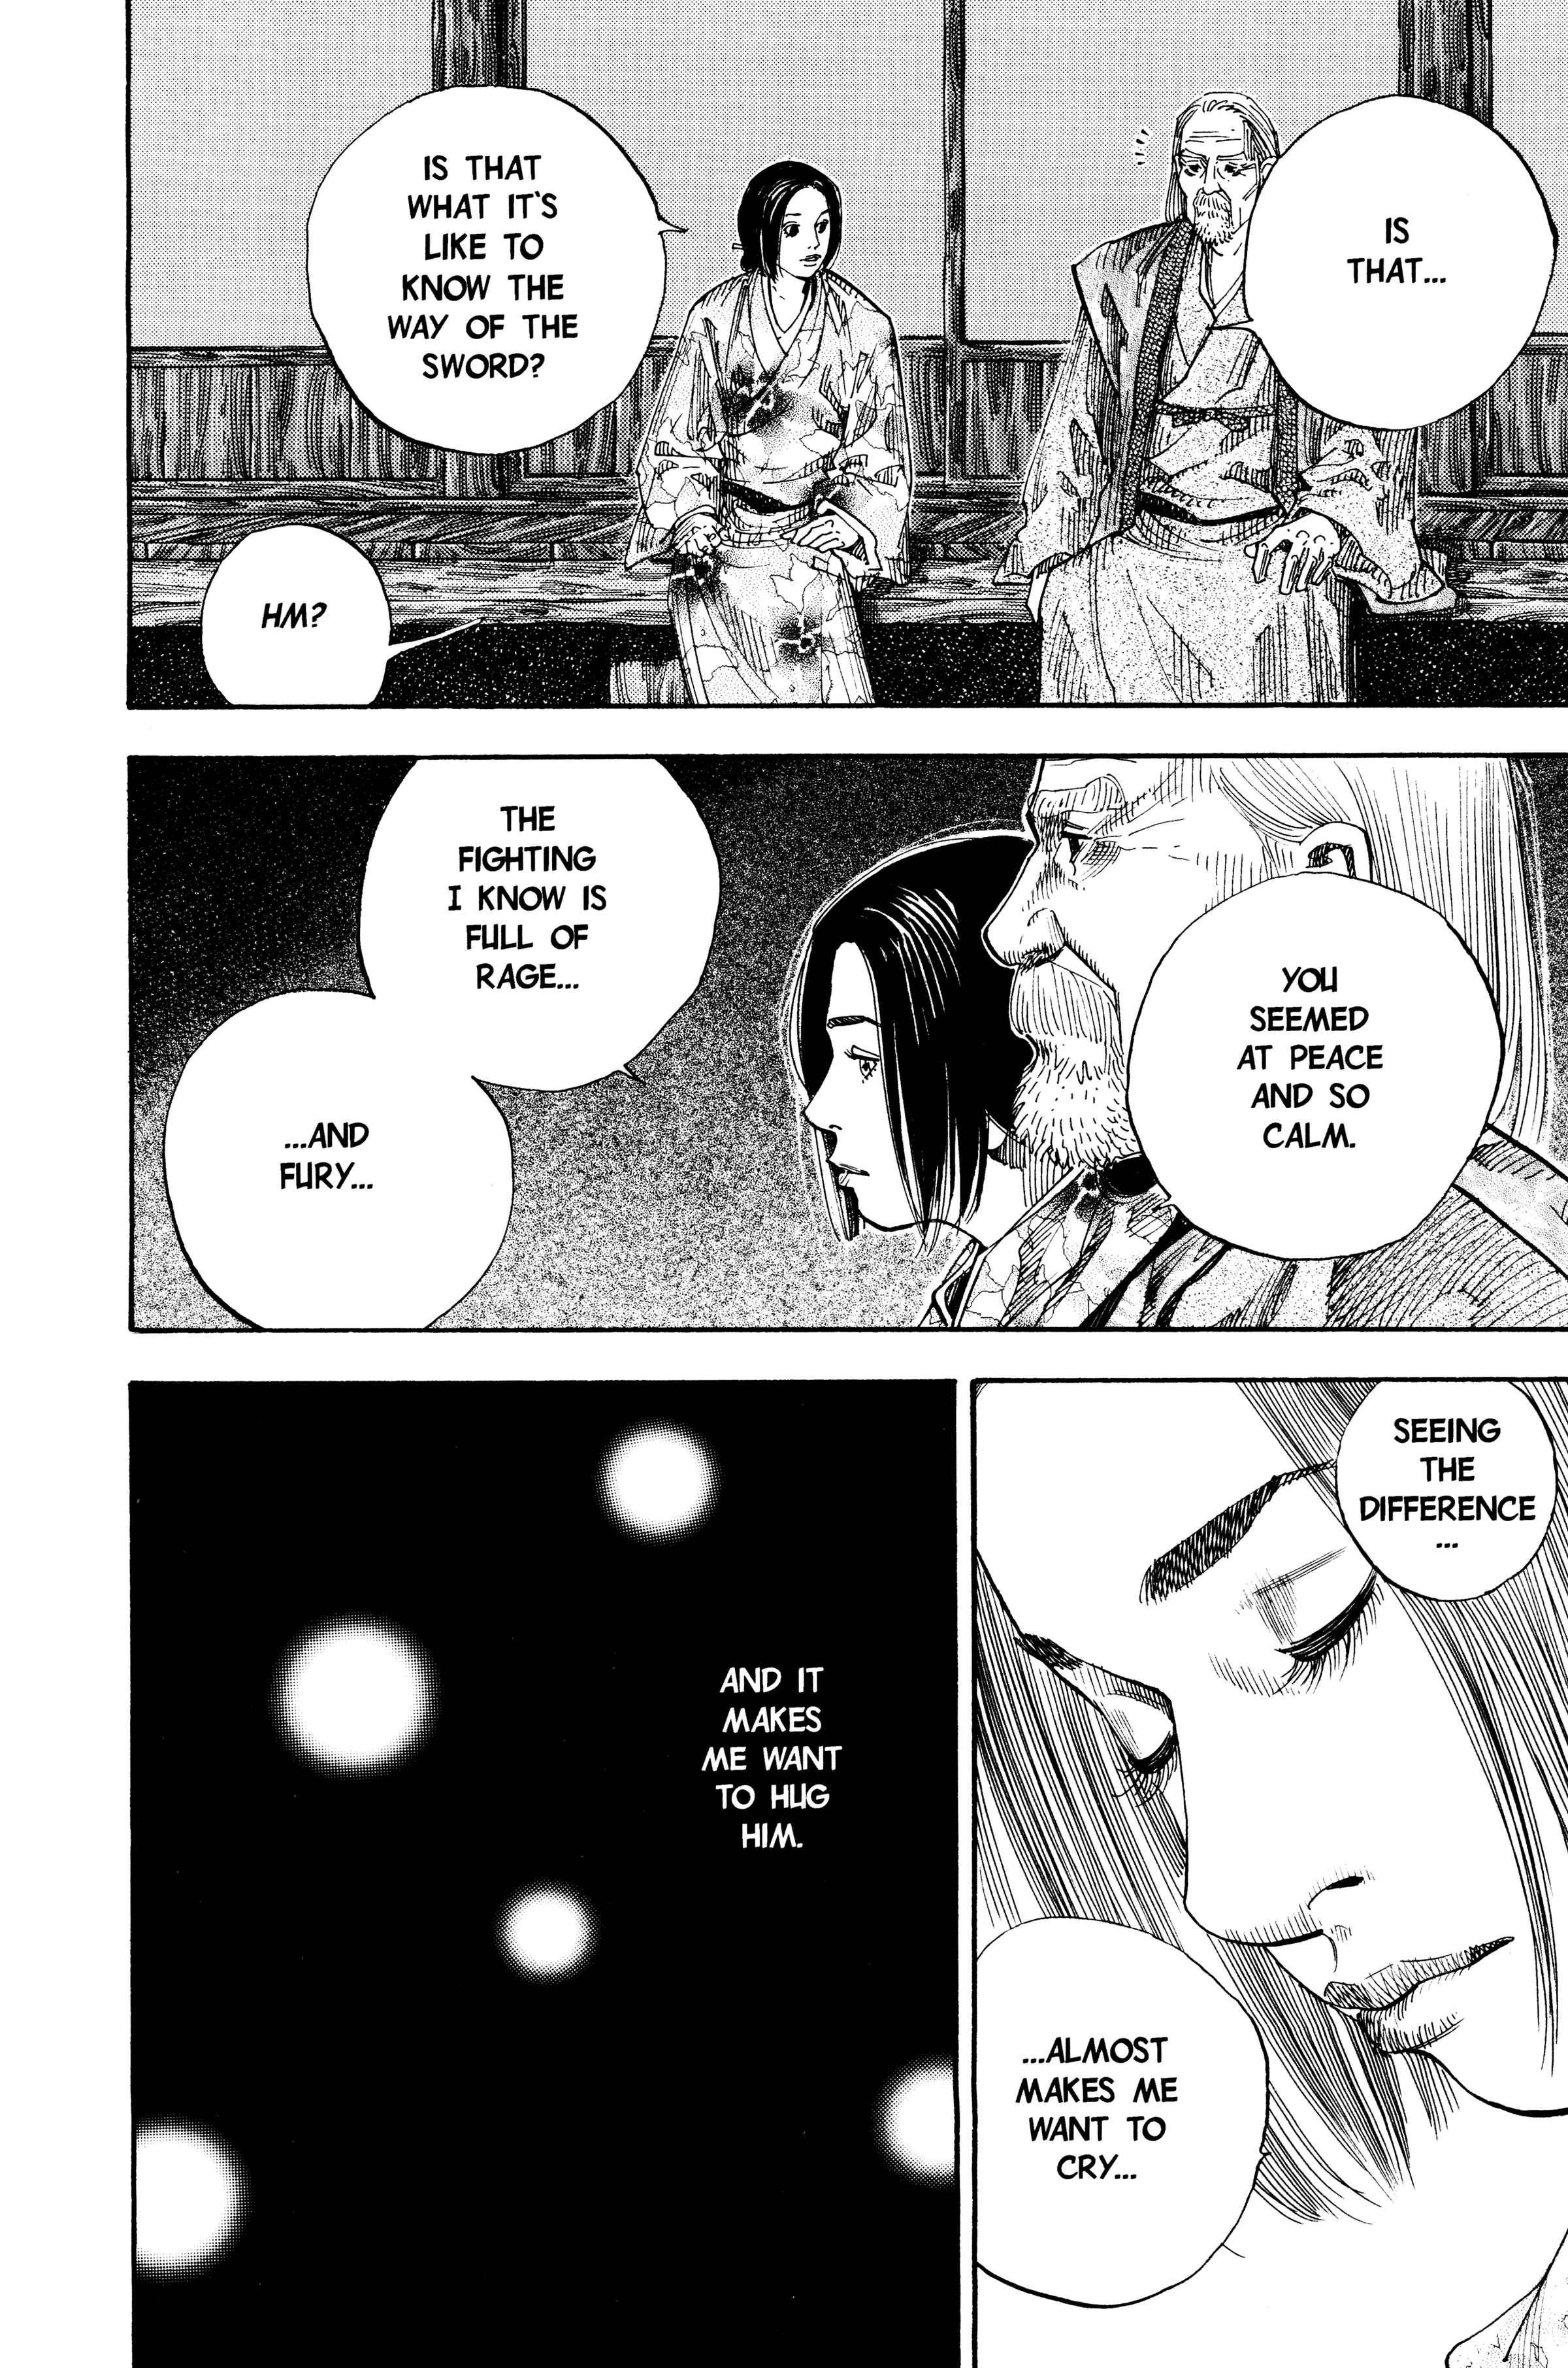 IS
THAT...
IS THAT
WHAT IT'S
LIKE TO
KNOW THE
WAY OF THE
SWORD?
HM?
YOU
SEEMED
AT PEACE
AND SO
CALM.
THE
FIGHTING
I KNOW IS
FULL OF
RAGE...
...AND
FURY...
SEEING
THE
DIFFERENCE
...
...ALMOST
MAKES ME
WANT TO
CRY...
AND IT
MAKES
ME WANT
TO HUG
HIM.